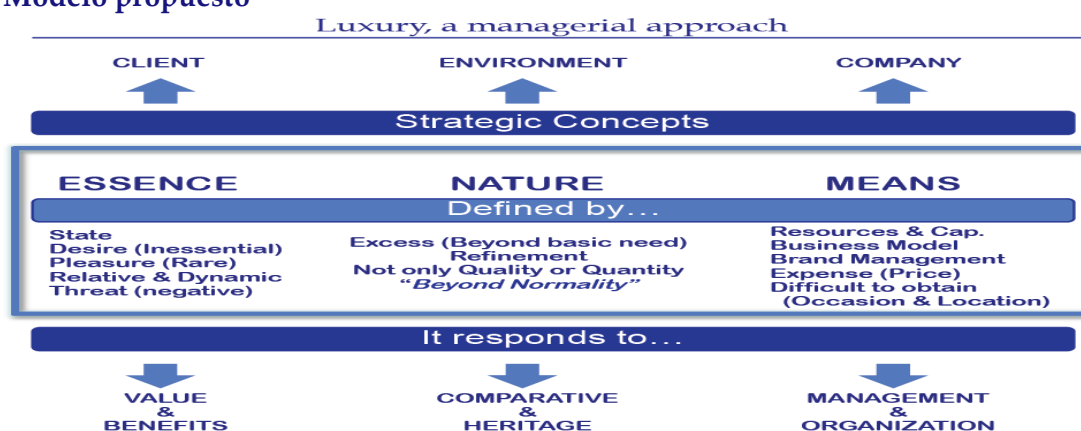 Modelo propuesto
Luxury, a managerial approach
CLIENT
ENVIRONMENT
COMPANY
Strategic Concepts
ESSENCE
NATURE
MEANS
Defined by...
State
Desire (Inessential)
Pleasure (Rare)
Relative & Dynamic
Threat (negative)
Excess (Beyond basic need)
Refinement
Not only Quality or Quantity
"Beyond Normality"
Resources & Cap.
Business Model
Brand Management
Expense (Price)
Difficult to obtain
(Occasion & Location)
It responds to...
VALUE
&
BENEFITS
COMPARATIVE
&
HERITAGE
MANAGEMENT
&
ORGANIZATION